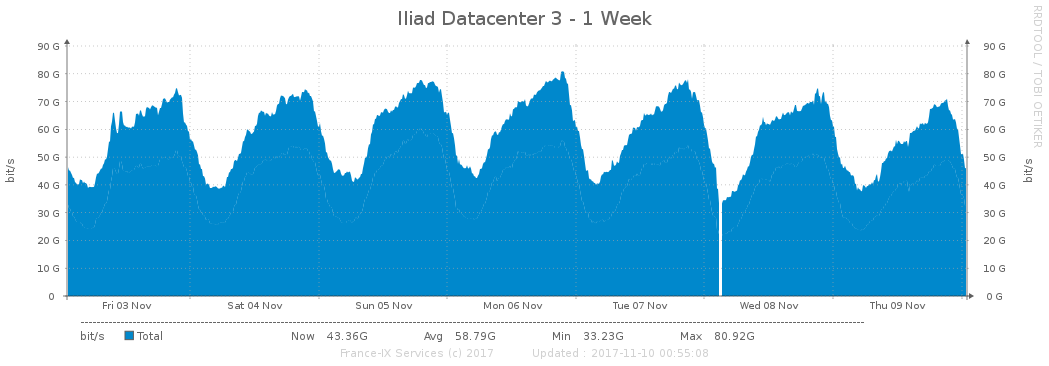 Iliad Datacenter 3 - 1 Week
RRDTOOL / TOBI OETIKER
90 G 90 G
80 G 80 G
70 G 70 G
60 G 60 G
50 G 50 G
40 G 40 G
30 G 30 G
20 G 20 G
10 G 10 G
0 0 G
bit/s bit/s
Fri 03 Nov Sat 04 Nov Sun 05 Nov Mon 06 Nov Tue 07 Nov Wed 08 Nov Thu 09 Nov
bit/s Total Now 43.36G Avg 58.79G Min 33.23G Max 80.92G
France-IX Services (c) 2017 Updated : 2017-11-10 00:55:08